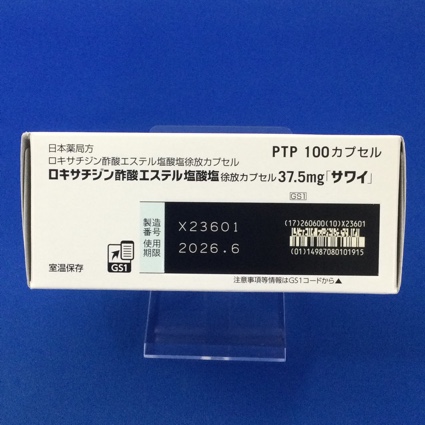 日本薬局方
ロキサチジン酢酸エステル塩酸塩徐放カプセル
PTP 100カプセル
ロキサチジン酢酸エステル塩酸塩徐放カプセル37.5mg「サワイ」
GS1
製造番号 X23601
使用期限 2026.6
(17)260600(10)X23601
(01)14987080101915
GS1
室温保存
注意事項等情報はGS1コードから▲